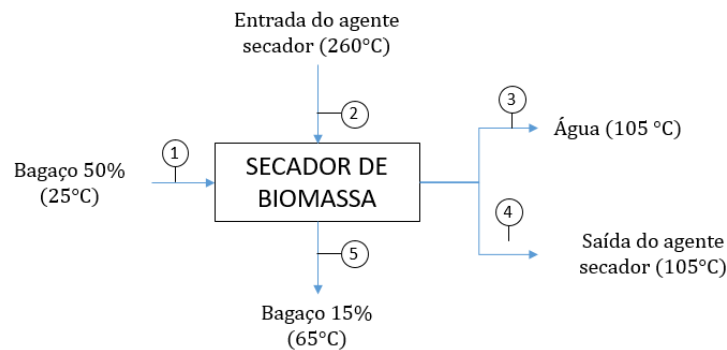 Entrada do agente
secador (260°C)
2
3
Água (105 °C)
1
Bagaço 50%
(25°C)
SECADOR DE
BIOMASSA
4
Saída do agente
secador (105°C)
5
Bagaço 15%
(65°C)